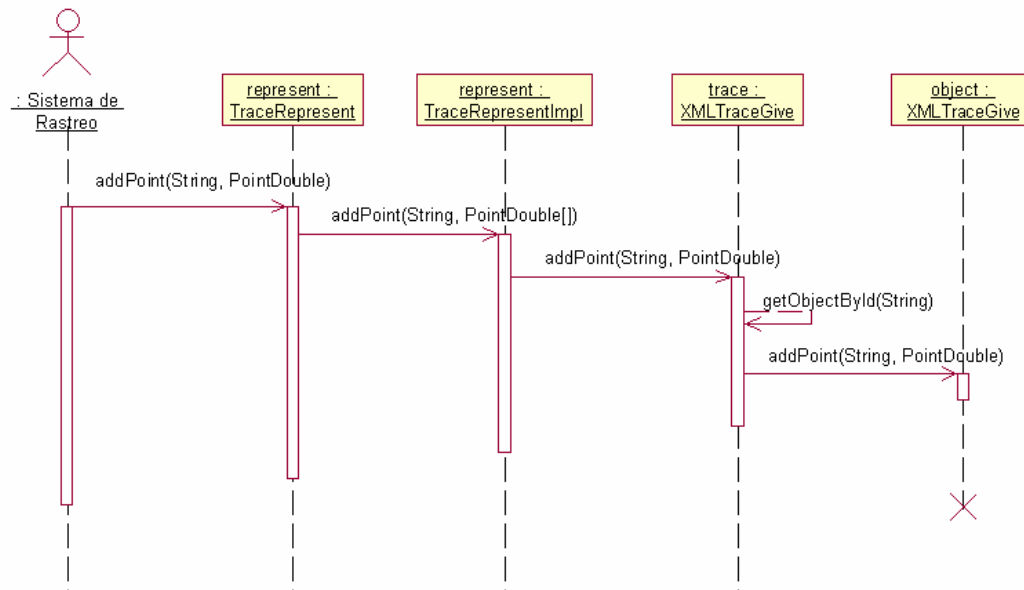 : Sistema de
Rastreo
represent :
TraceRepresent
represent :
TraceRepresentImpl
trace :
XMLTraceGive
object :
XMLTraceGive
addPoint(String, PointDouble)
addPoint(String, PointDouble[])
addPoint(String, PointDouble)
getObjectById(String)
addPoint(String, PointDouble)